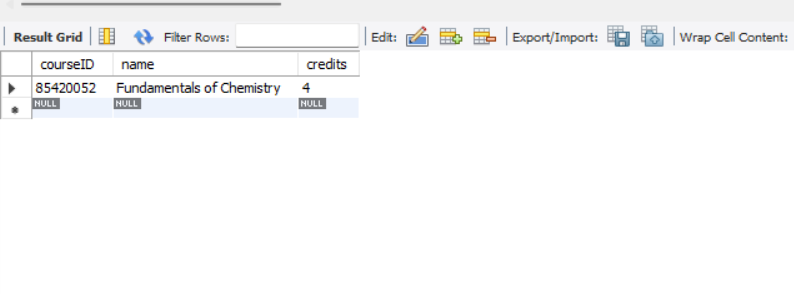 Result Grid Filter Rows: Edit: Export/Import: Wrap Cell Content:
courseID name credits
85420052 Fundamentals of Chemistry 4
NULL NULL NULL